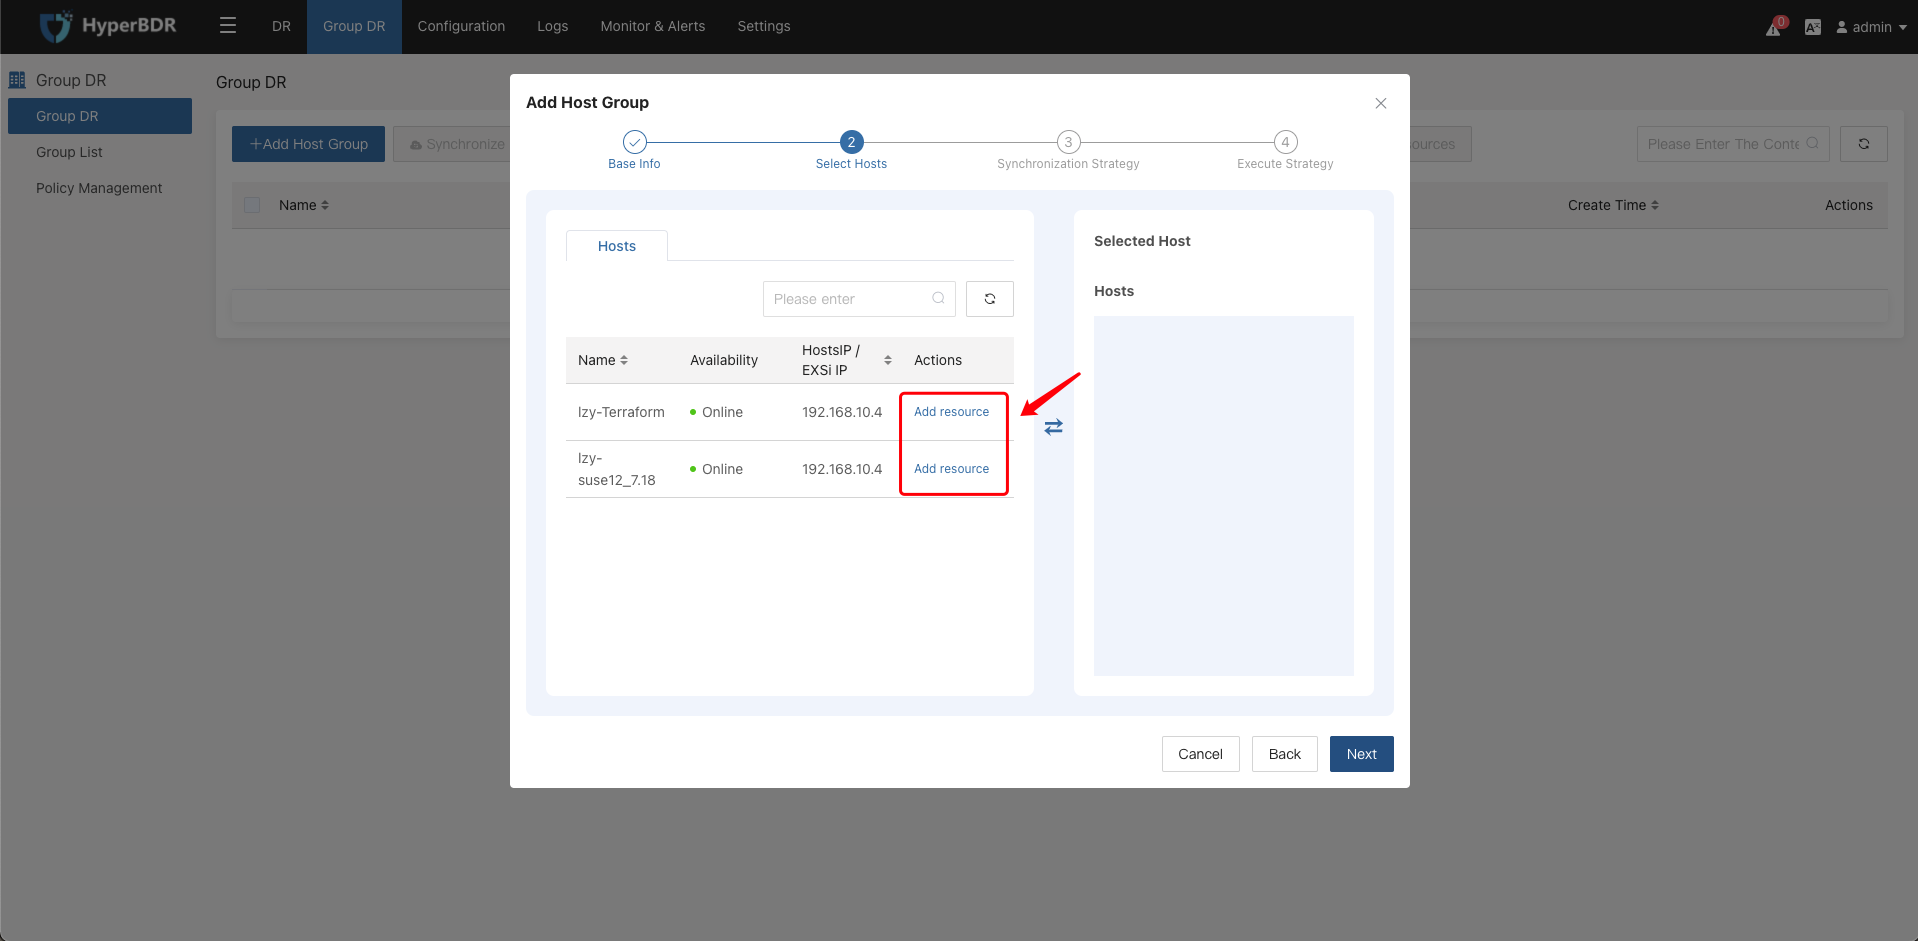 HyperBDR
DR
Group DR
Configuration
Logs
Monitor & Alerts
Settings
0
admin
Group DR
Group DR
Group List
Policy Management
Group DR
+Add Host Group
Synchronize
Please Enter The Conte
Name
Create Time
Actions
Add Host Group
2
3
4
Base Info
Select Hosts
Synchronization Strategy
Execute Strategy
Hosts
Please enter
Name
Availability
HostsIP /
EXSi IP
Actions
lzy-Terraform
Online
192.168.10.4
Add resource
lzy-
suse12_7.18
Online
192.168.10.4
Add resource
Selected Host
Hosts
Cancel
Back
Next